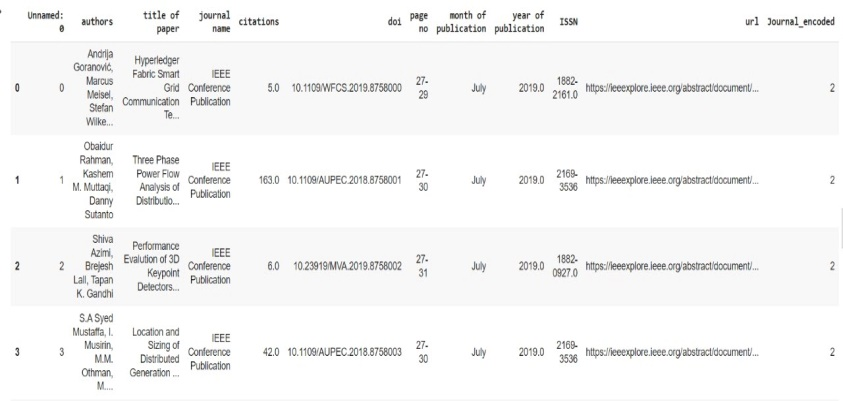 Unnamed: 0 authors title of paper journal name citations doi page no month of publication year of publication ISSN url Journal_encoded
0 0 Andrija Goranović, Marcus Meisel, Stefan Wilke... Hyperledger Fabric Smart Grid Communication Te... IEEE Conference Publication 5.0 10.1109/WFCS.2019.8758000 27-29 July 2019.0 1882-2161.0 https://ieeexplore.ieee.org/abstract/document/... 2
1 1 Obaidur Rahman, Kashem M. Muttaqi, Danny Sutanto Three Phase Power Flow Analysis of Distributio... IEEE Conference Publication 163.0 10.1109/AUPEC.2018.8758001 27-30 July 2019.0 2169-3536 https://ieeexplore.ieee.org/abstract/document/... 2
2 2 Shiva Azimi, Brejesh Lall, Tapan K. Gandhi Performance Evalution of 3D Keypoint Detectors... IEEE Conference Publication 6.0 10.23919/MVA.2019.8758002 27-31 July 2019.0 1882-0927.0 https://ieeexplore.ieee.org/abstract/document/... 2
3 3 S.A Syed Mustaffa, I. Musirin, M.M. Othman, M.... Location and Sizing of Distributed Generation ... IEEE Conference Publication 42.0 10.1109/AUPEC.2018.8758003 27-30 July 2019.0 2169-3536 https://ieeexplore.ieee.org/abstract/document/... 2